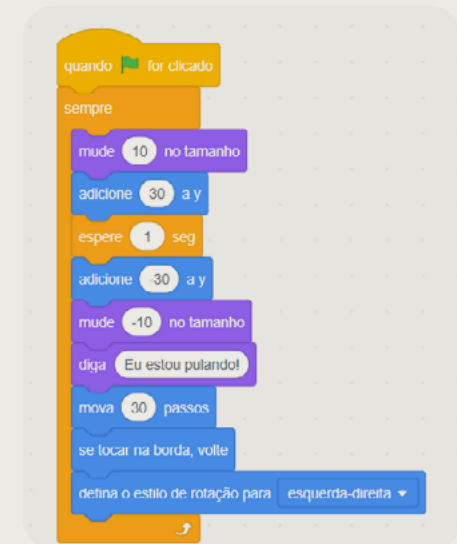 quando for clicado
sempre
mude 10 no tamanho
adicione 30 a y
espere 1 seg
adicione -30 a y
mude -10 no tamanho
diga Eu estou pulando!
mova 30 passos
se tocar na borda, volte
defina o estilo de rotação para esquerda-direita